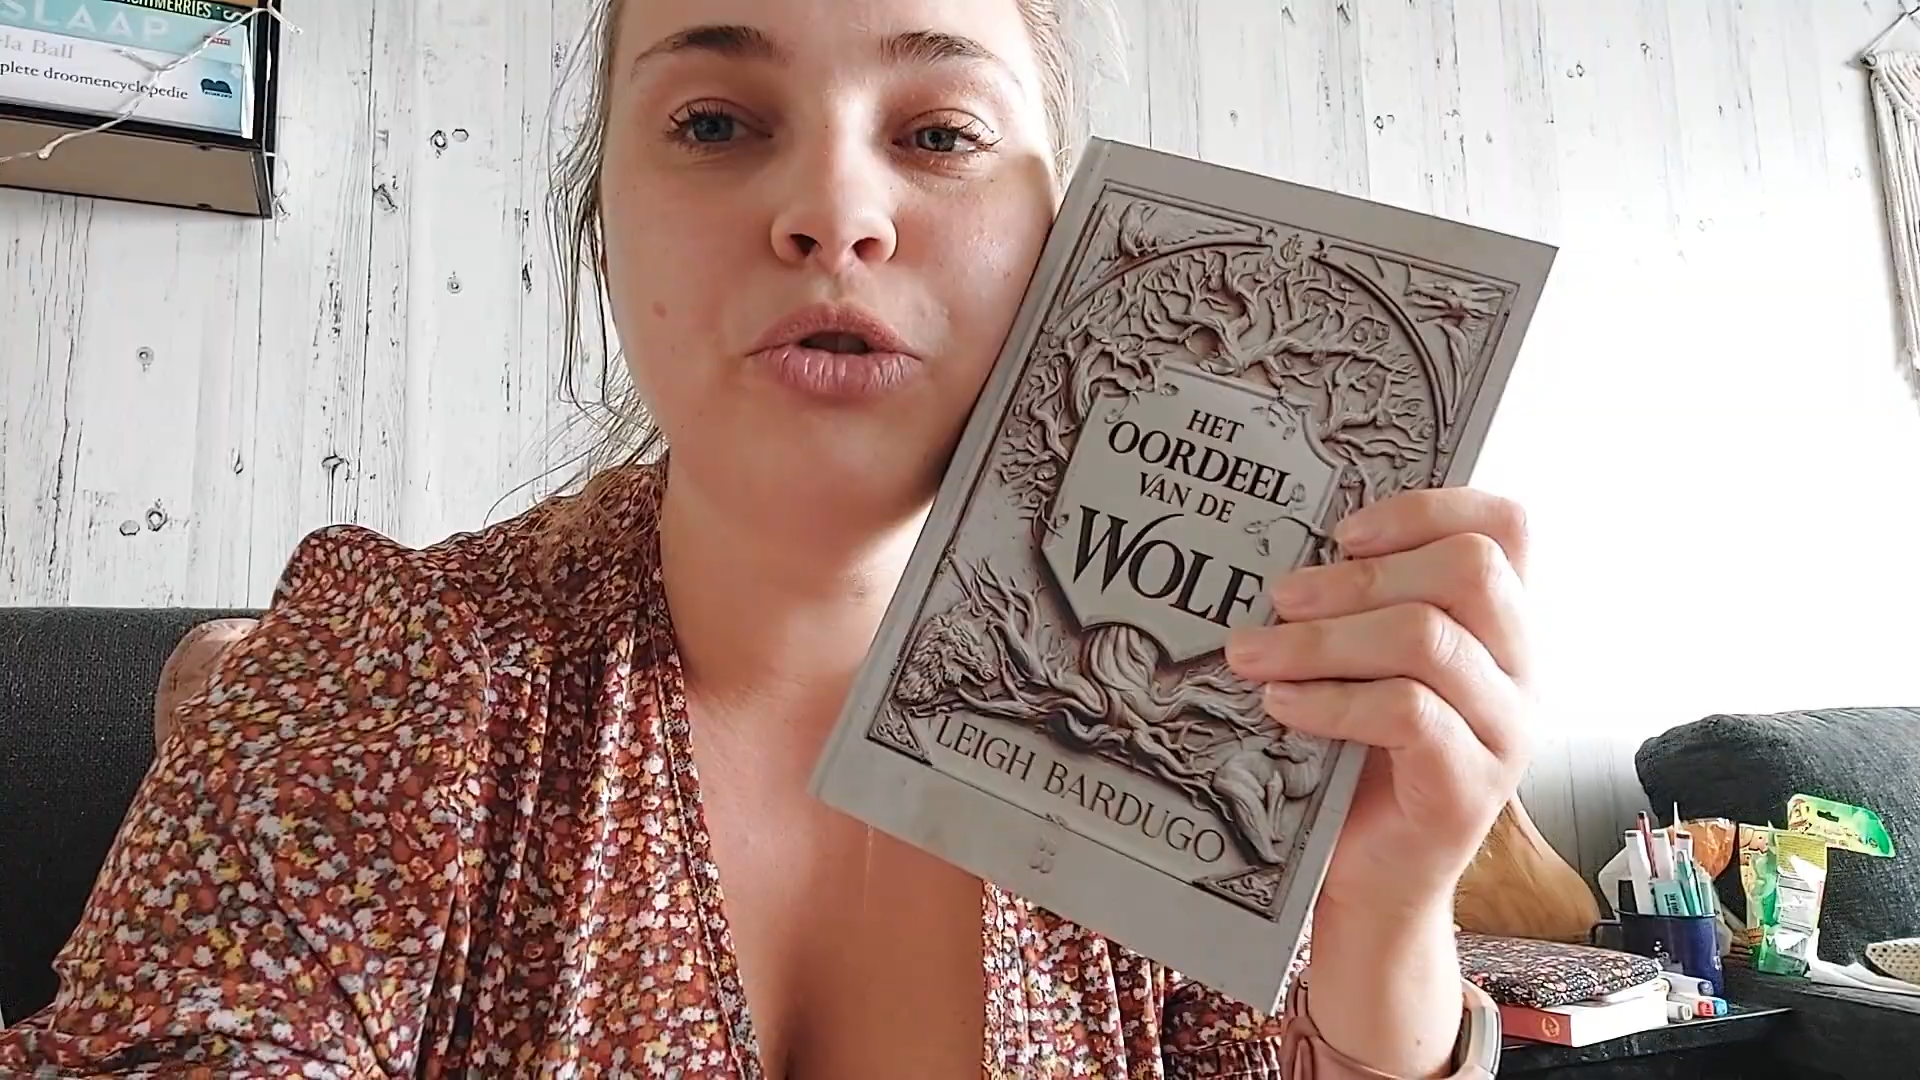 SLAAP
la Ball
plete droomencyclopedie
HET
OORDEEL
VAN DE
WOLF
LEIGH BARDUGO